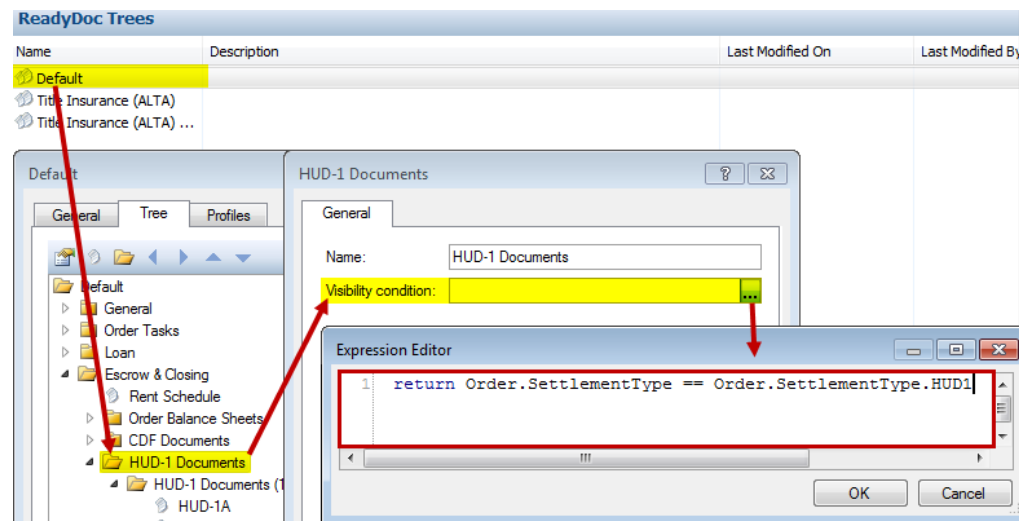 ReadyDoc Trees
Name Description Last Modified On Last Modified By
Default
Title Insurance (ALTA)
Title Insurance (ALTA) ...
Default
General Tree Profiles
Default
General
Order Tasks
Loan
Escrow & Closing
Rent Schedule
Order Balance Sheets
CDF Documents
HUD-1 Documents
HUD-1 Documents (1
HUD-1A
HUD-1 Documents
General
Name: HUD-1 Documents
Visibility condition: ...
Expression Editor
1 return Order.SettlementType == Order.SettlementType.HUD1
OK Cancel